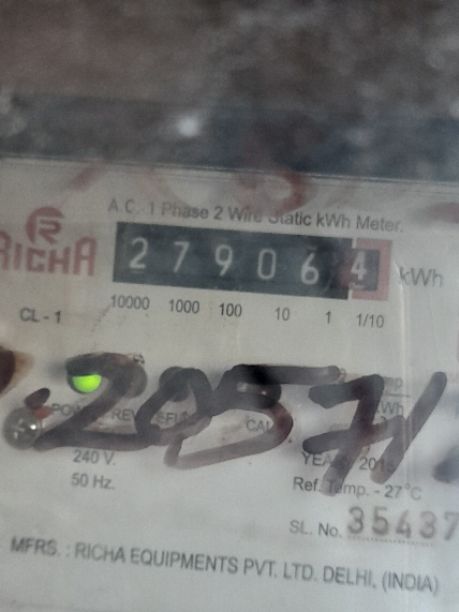 A.C. 1 Phase 2 Wire Static kWh Meter.
RICHA
279064 kWh
10000 1000 100 10 1 1/10
CL - 1
20571
240 V.
50 Hz.
Ref. Temp. - 27°C
SL. No. 35437
MFRS. : RICHA EQUIPMENTS PVT. LTD. DELHI. (INDIA)